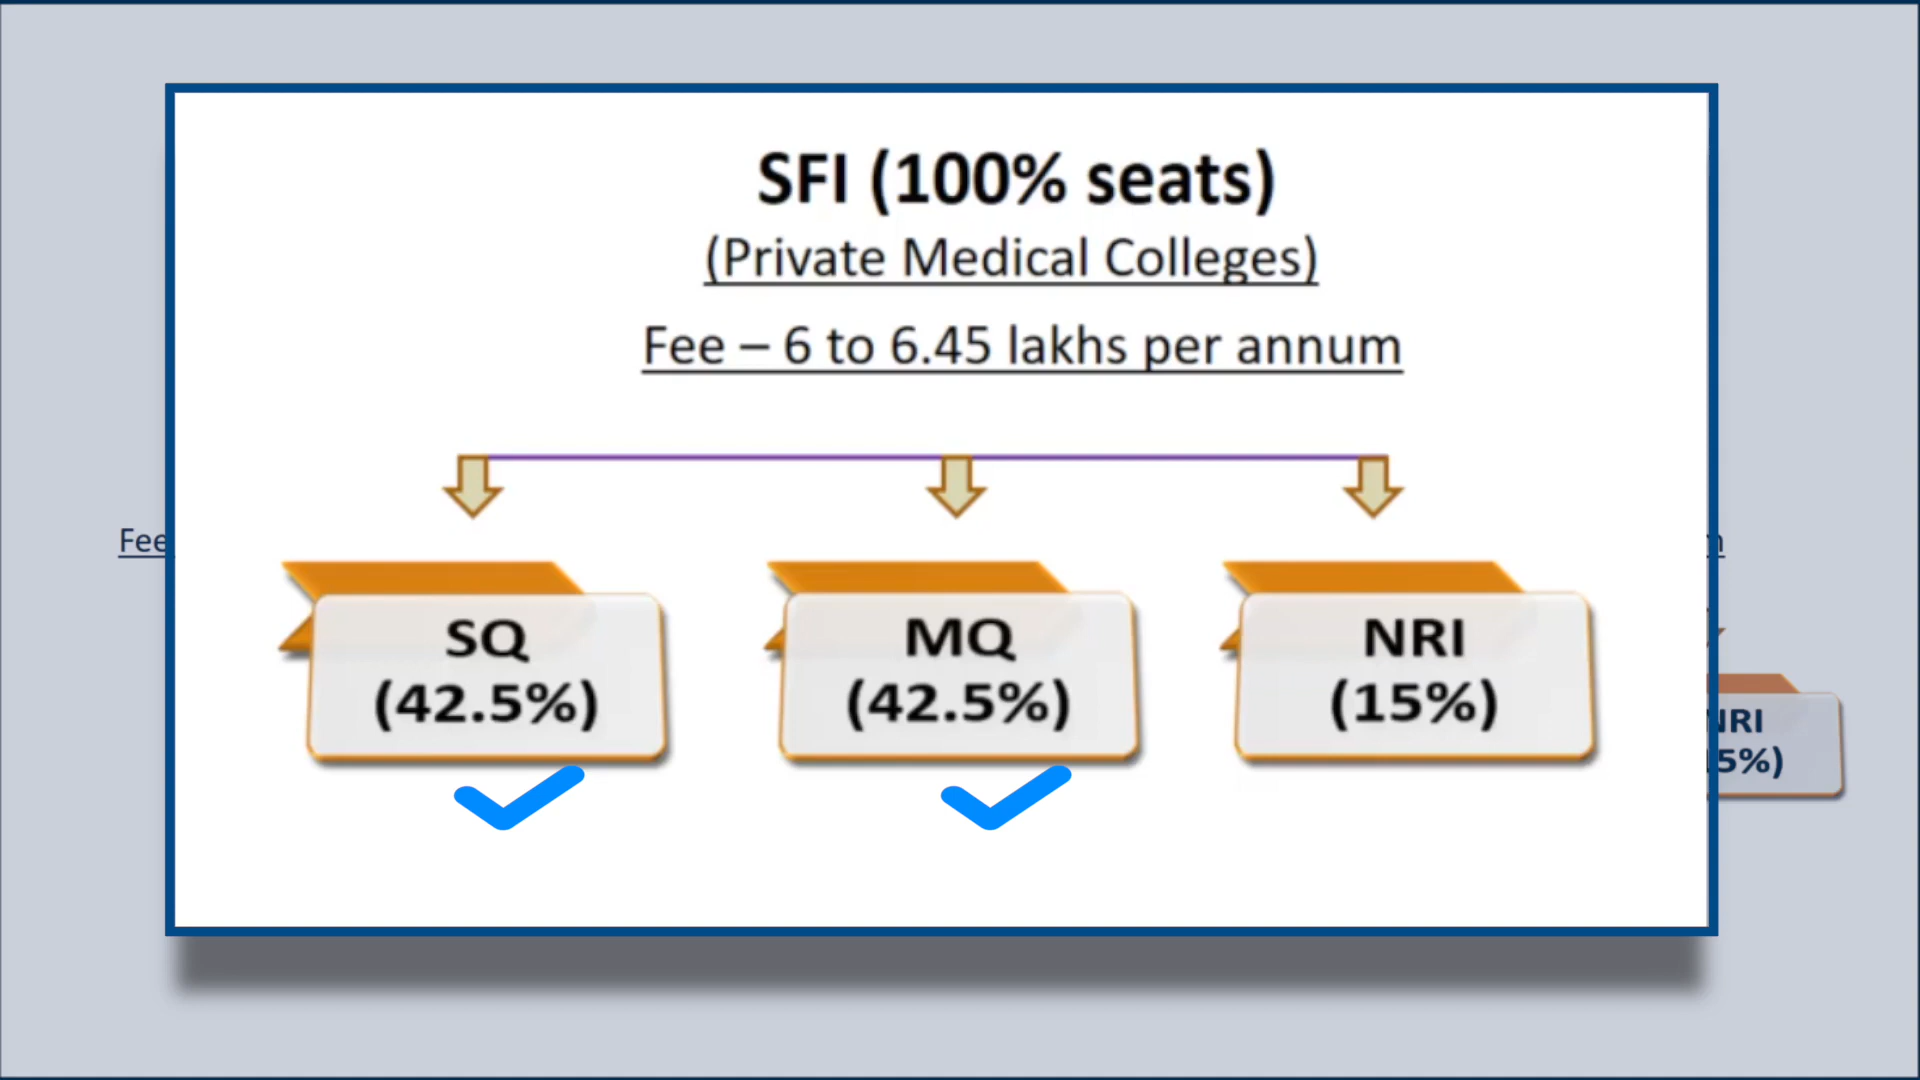 SFI (100% seats)
(Private Medical Colleges)
Fee – 6 to 6.45 lakhs per annum
Fee
SQ
(42.5%)
MQ
(42.5%)
NRI
(15%)
NRI
5%)